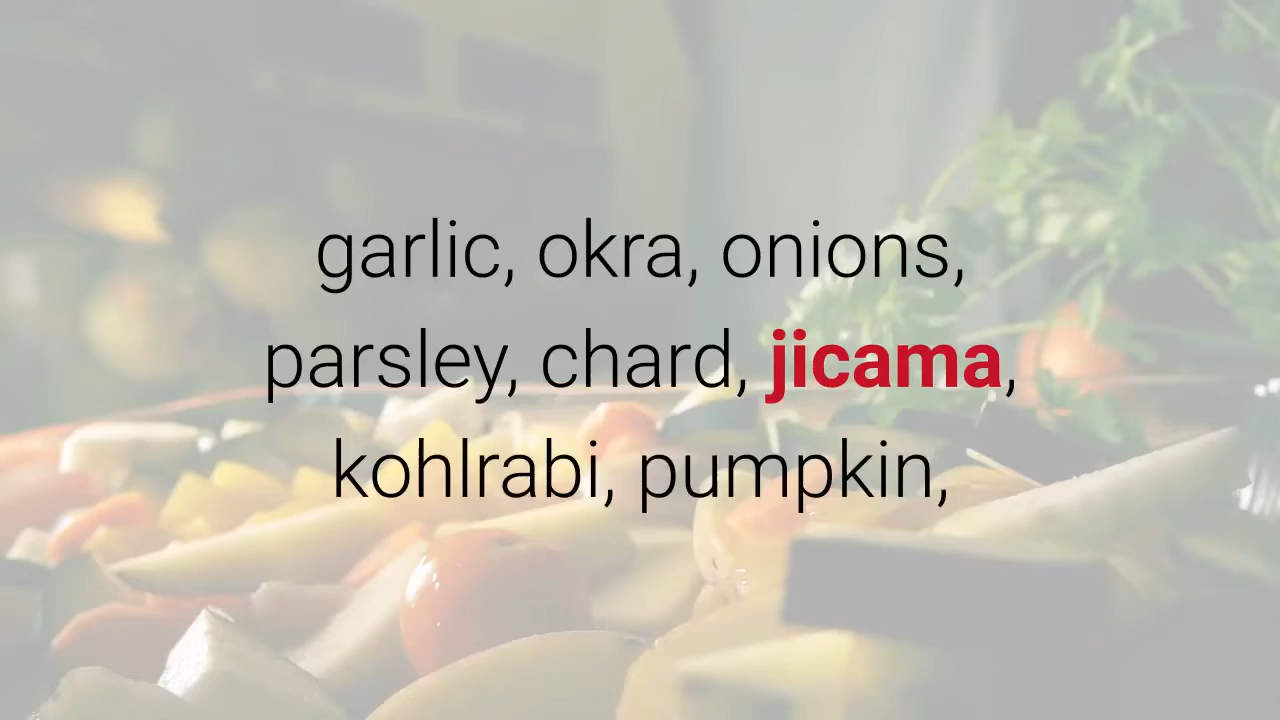 garlic, okra, onions,
parsley, chard, jicama,
kohlrabi, pumpkin,